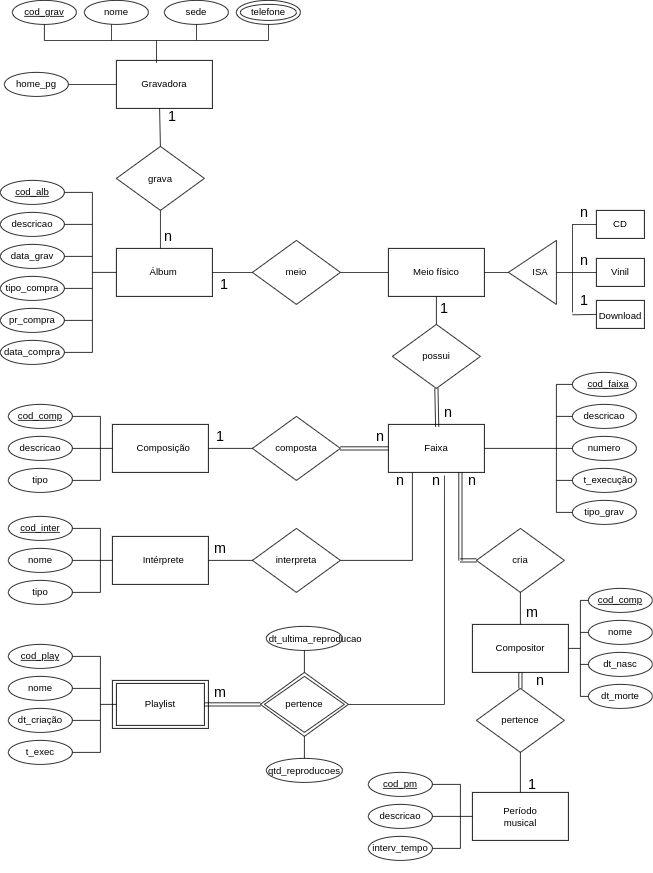 cod_grav
nome
sede
telefone
home_pg
Gravadora
1
grava
n
cod_alb
descricao
data_grav
tipo_compra
pr_compra
data_compra
Álbum
1
meio
Meio físico
ISA
n
CD
n
Vinil
1
Download
1
possui
n
cod_comp
descricao
tipo
Composição
1
composta
n
Faixa
n
n
n
cod_faixa
descricao
numero
t_execução
tipo_grav
cod_inter
nome
tipo
Intérprete
m
interpreta
cria
m
Compositor
n
cod_comp
nome
dt_nasc
dt_morte
cod_play
nome
dt_criação
t_exec
Playlist
m
dt_ultima_reproducao
pertence
qtd_reproducoes
pertence
1
cod_pm
descricao
interv_tempo
Período
musical